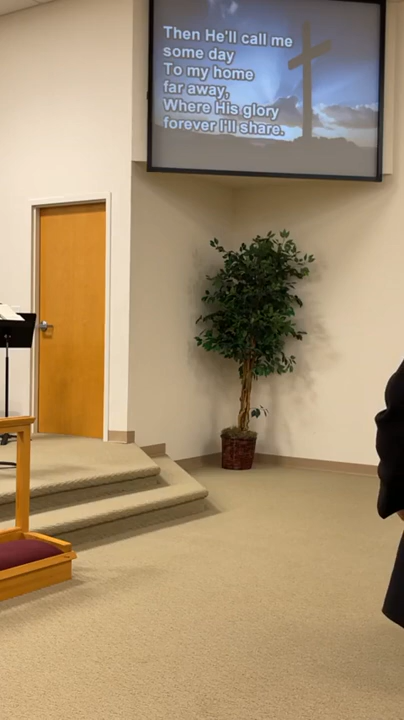 Then He'll call me
some day
To my home
far away,
Where His glory
forever I'll share.